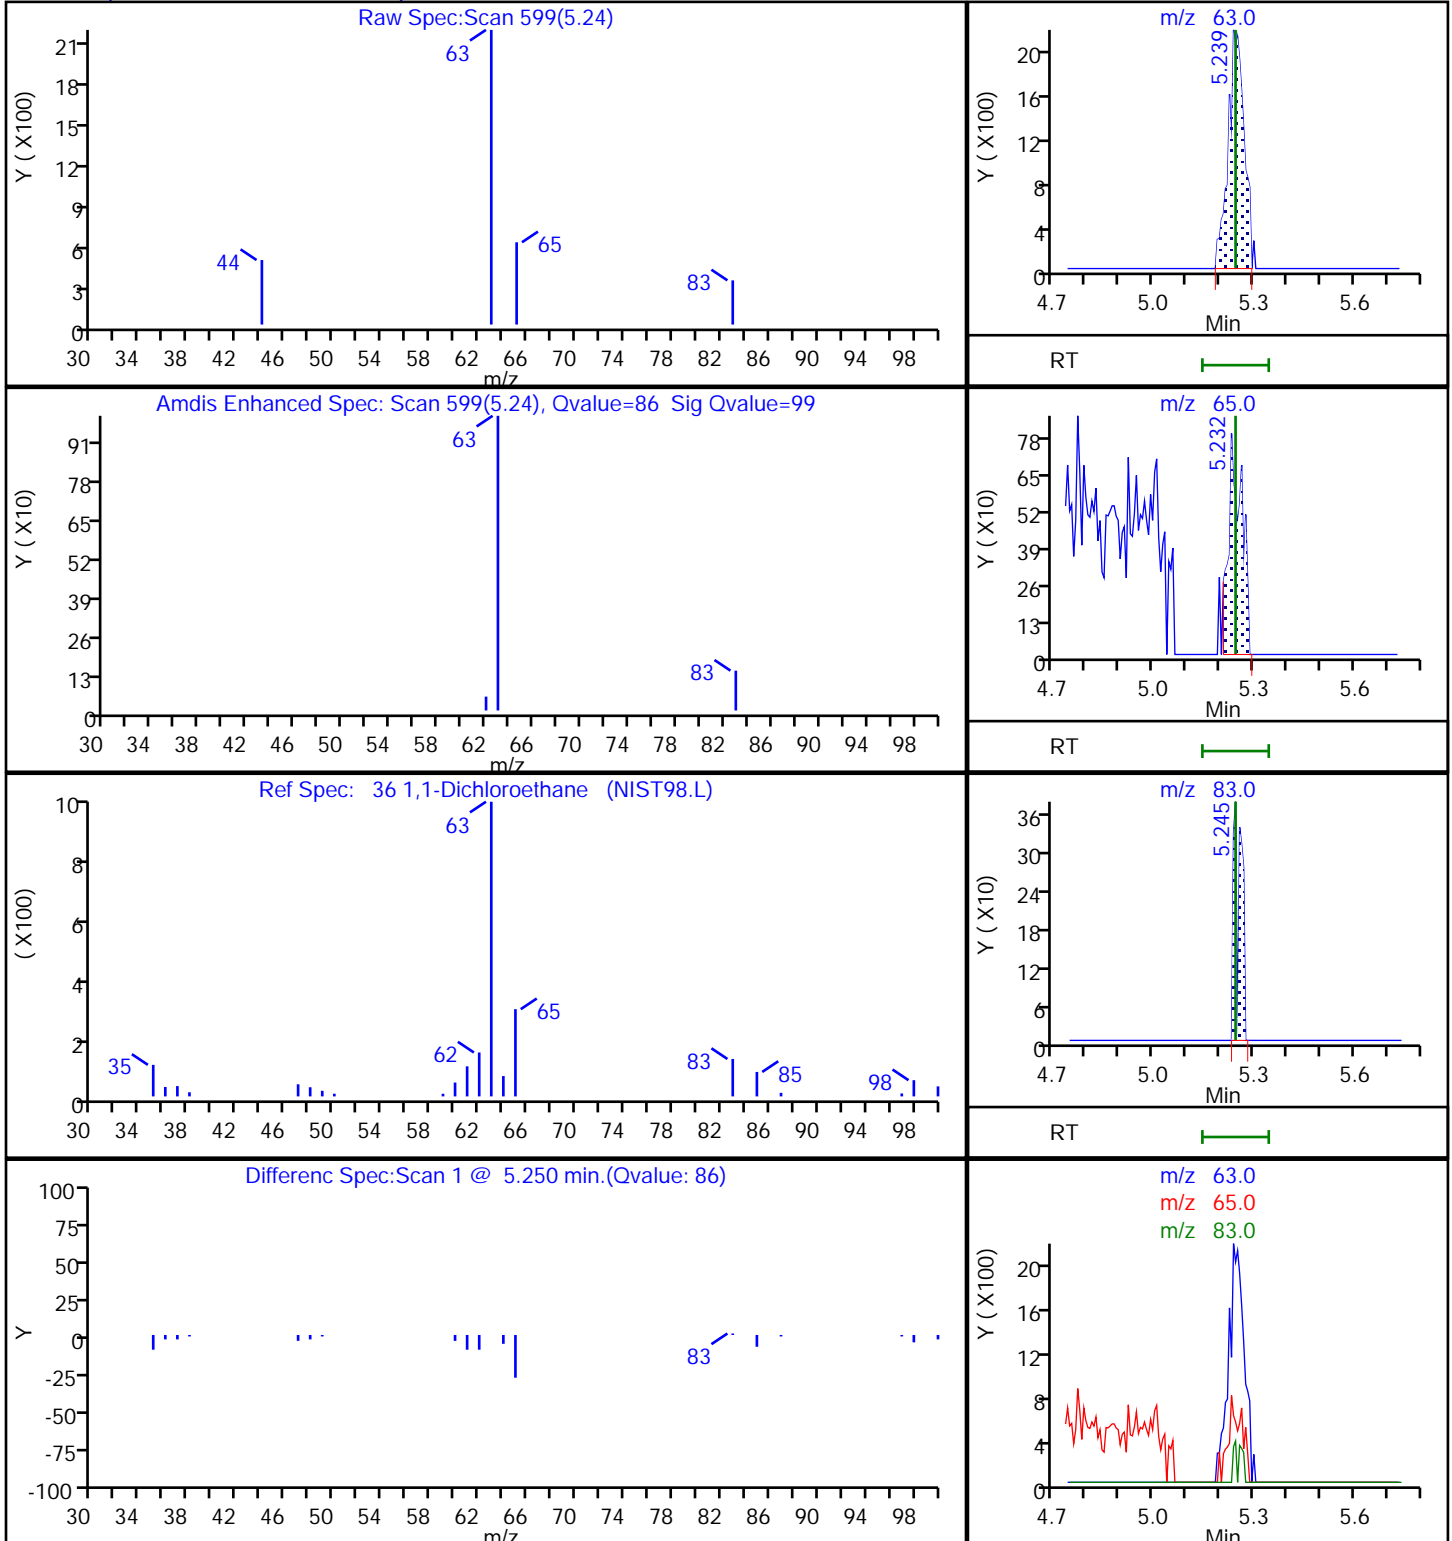 Raw Spec:Scan 599(5.24)
Y ( X100)
21
18
15
12
9
6
3
0
44
63
65
83
30 34 38 42 46 50 54 58 62 66 70 74 78 82 86 90 94 98
m/z
m/z 63.0
Y ( X100)
20
16
12
8
4
0
5.239
4.7 5.0 5.3 5.6
Min
RT
Amdis Enhanced Spec: Scan 599(5.24), Qvalue=86 Sig Qvalue=99
Y ( X10)
91
78
65
52
39
26
13
0
63
83
30 34 38 42 46 50 54 58 62 66 70 74 78 82 86 90 94 98
m/z
m/z 65.0
Y ( X10)
78
65
52
39
26
13
0
5.232
4.7 5.0 5.3 5.6
Min
RT
Ref Spec: 36 1,1-Dichloroethane (NIST98.L)
( X100)
10
8
6
4
2
0
35
62
63
65
83
85
98
30 34 38 42 46 50 54 58 62 66 70 74 78 82 86 90 94 98
m/z 83.0
Y ( X10)
36
30
24
18
12
6
0
5.245
4.7 5.0 5.3 5.6
Min
RT
Differenc Spec:Scan 1 @ 5.250 min.(Qvalue: 86)
Y
100
75
50
25
0
-25
-50
-75
-100
83
30 34 38 42 46 50 54 58 62 66 70 74 78 82 86 90 94 98
m/z
m/z 63.0
m/z 65.0
m/z 83.0
Y ( X100)
20
16
12
8
4
0
4.7 5.0 5.3 5.6
Min